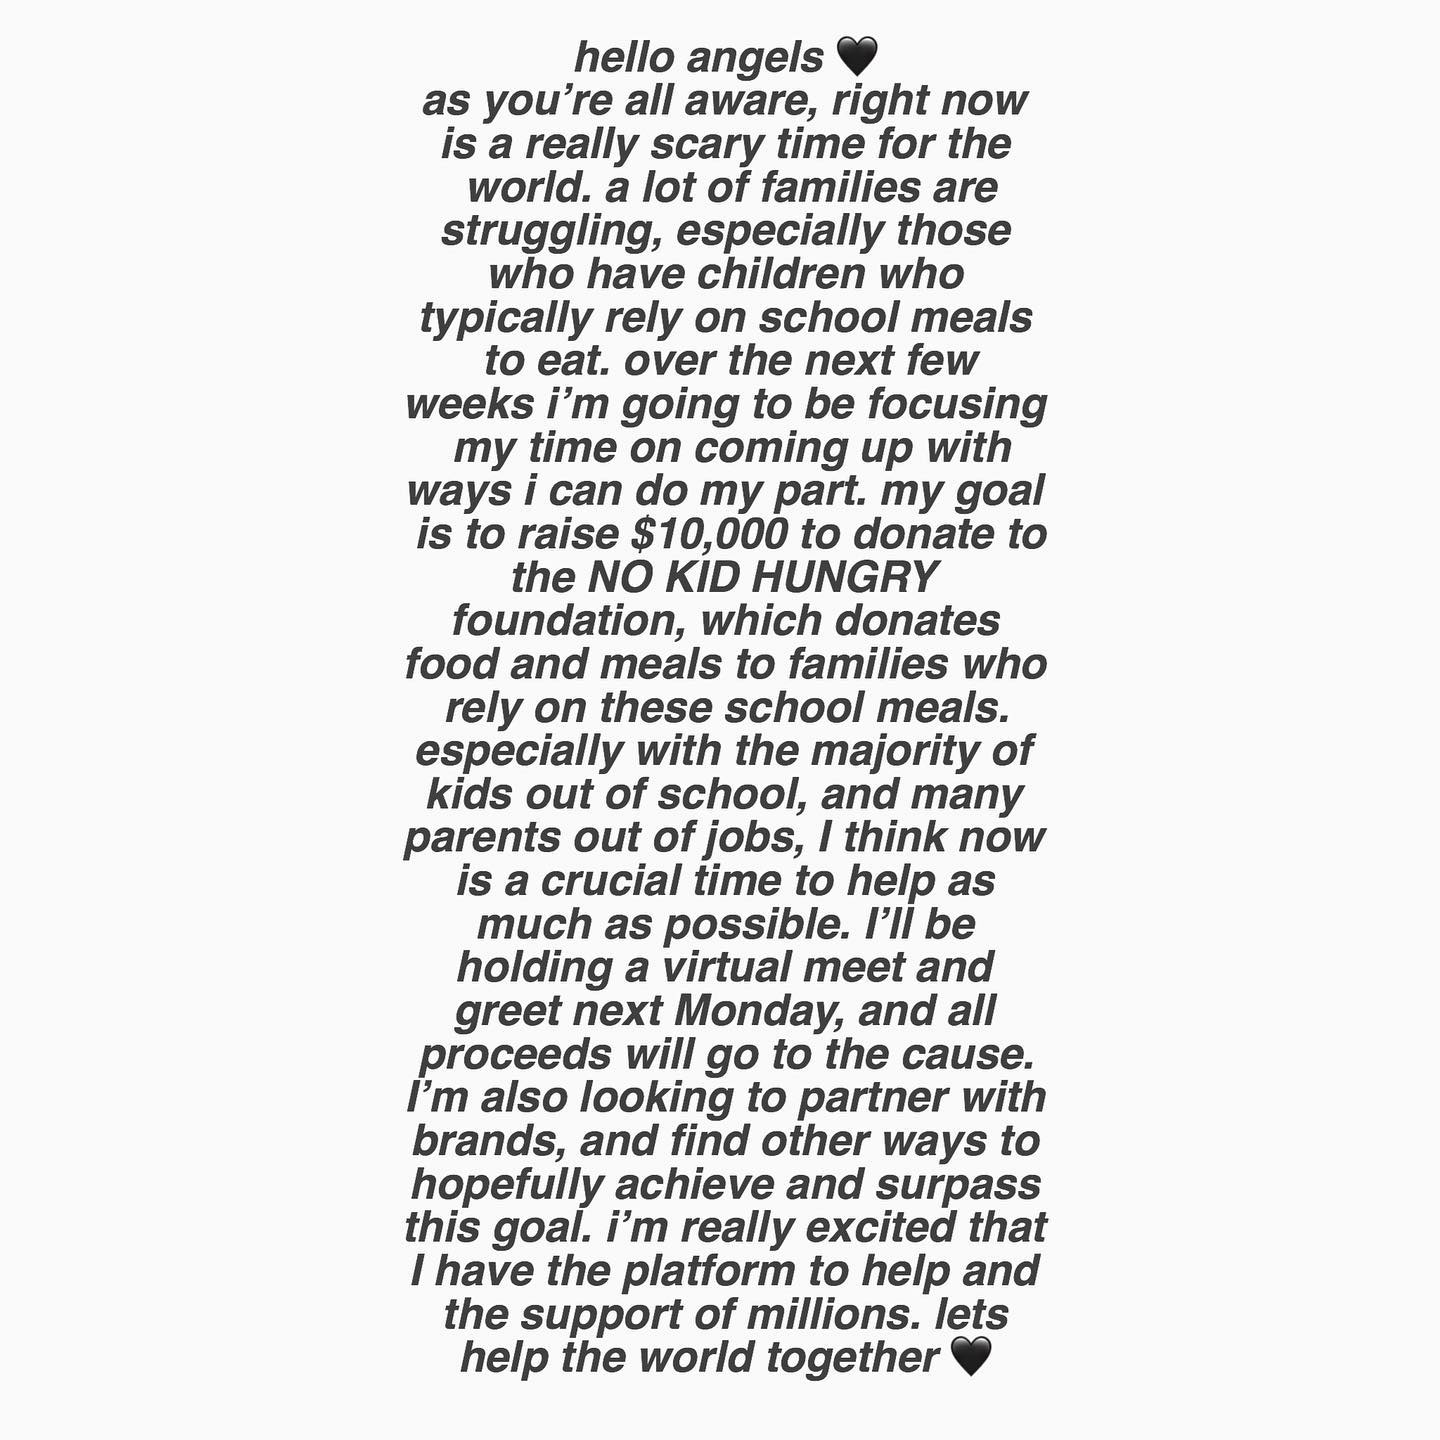 hello angels 🖤
as you’re all aware, right now
is a really scary time for the
world. a lot of families are
struggling, especially those
who have children who
typically rely on school meals
to eat. over the next few
weeks i’m going to be focusing
my time on coming up with
ways i can do my part. my goal
is to raise $10,000 to donate to
the NO KID HUNGRY
foundation, which donates
food and meals to families who
rely on these school meals.
especially with the majority of
kids out of school, and many
parents out of jobs, I think now
is a crucial time to help as
much as possible. I’ll be
holding a virtual meet and
greet next Monday, and all
proceeds will go to the cause.
I’m also looking to partner with
brands, and find other ways to
hopefully achieve and surpass
this goal. i’m really excited that
I have the platform to help and
the support of millions. lets
help the world together 🖤